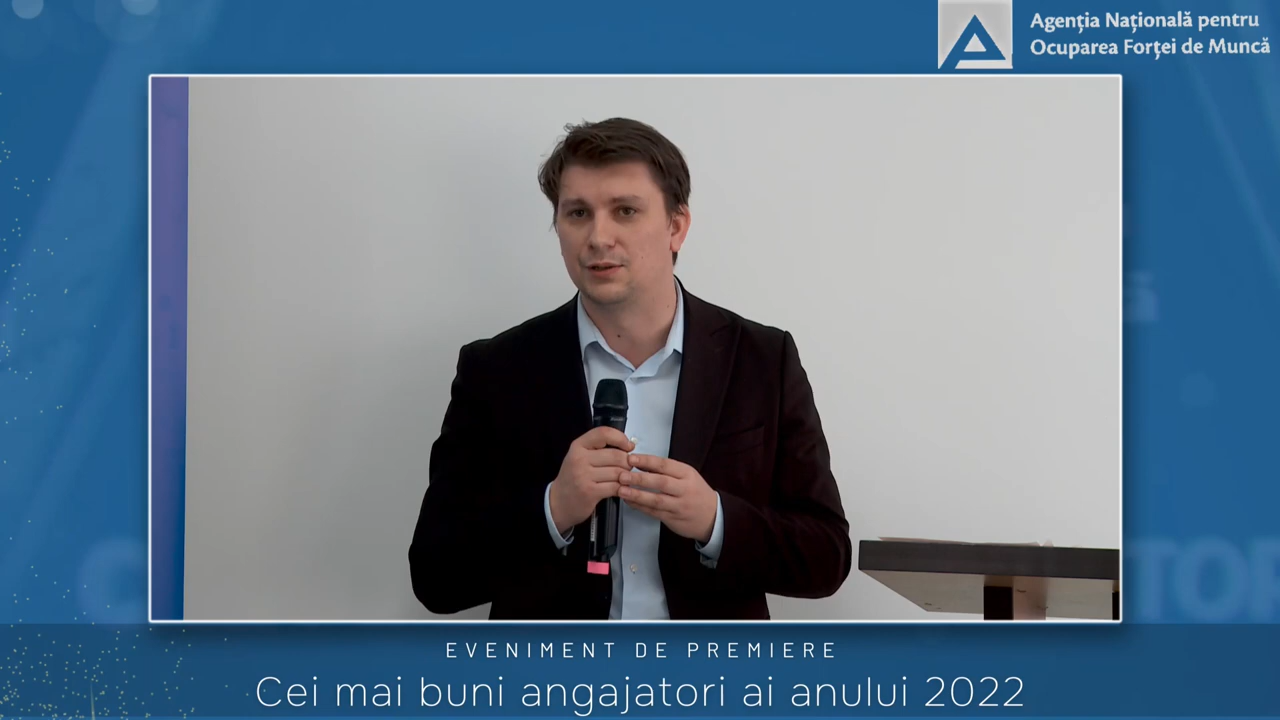 Agenția Națională pentru
Ocuparea Forței de Muncă
EVENIMENT DE PREMIERE
Cei mai buni angajatori ai anului 2022